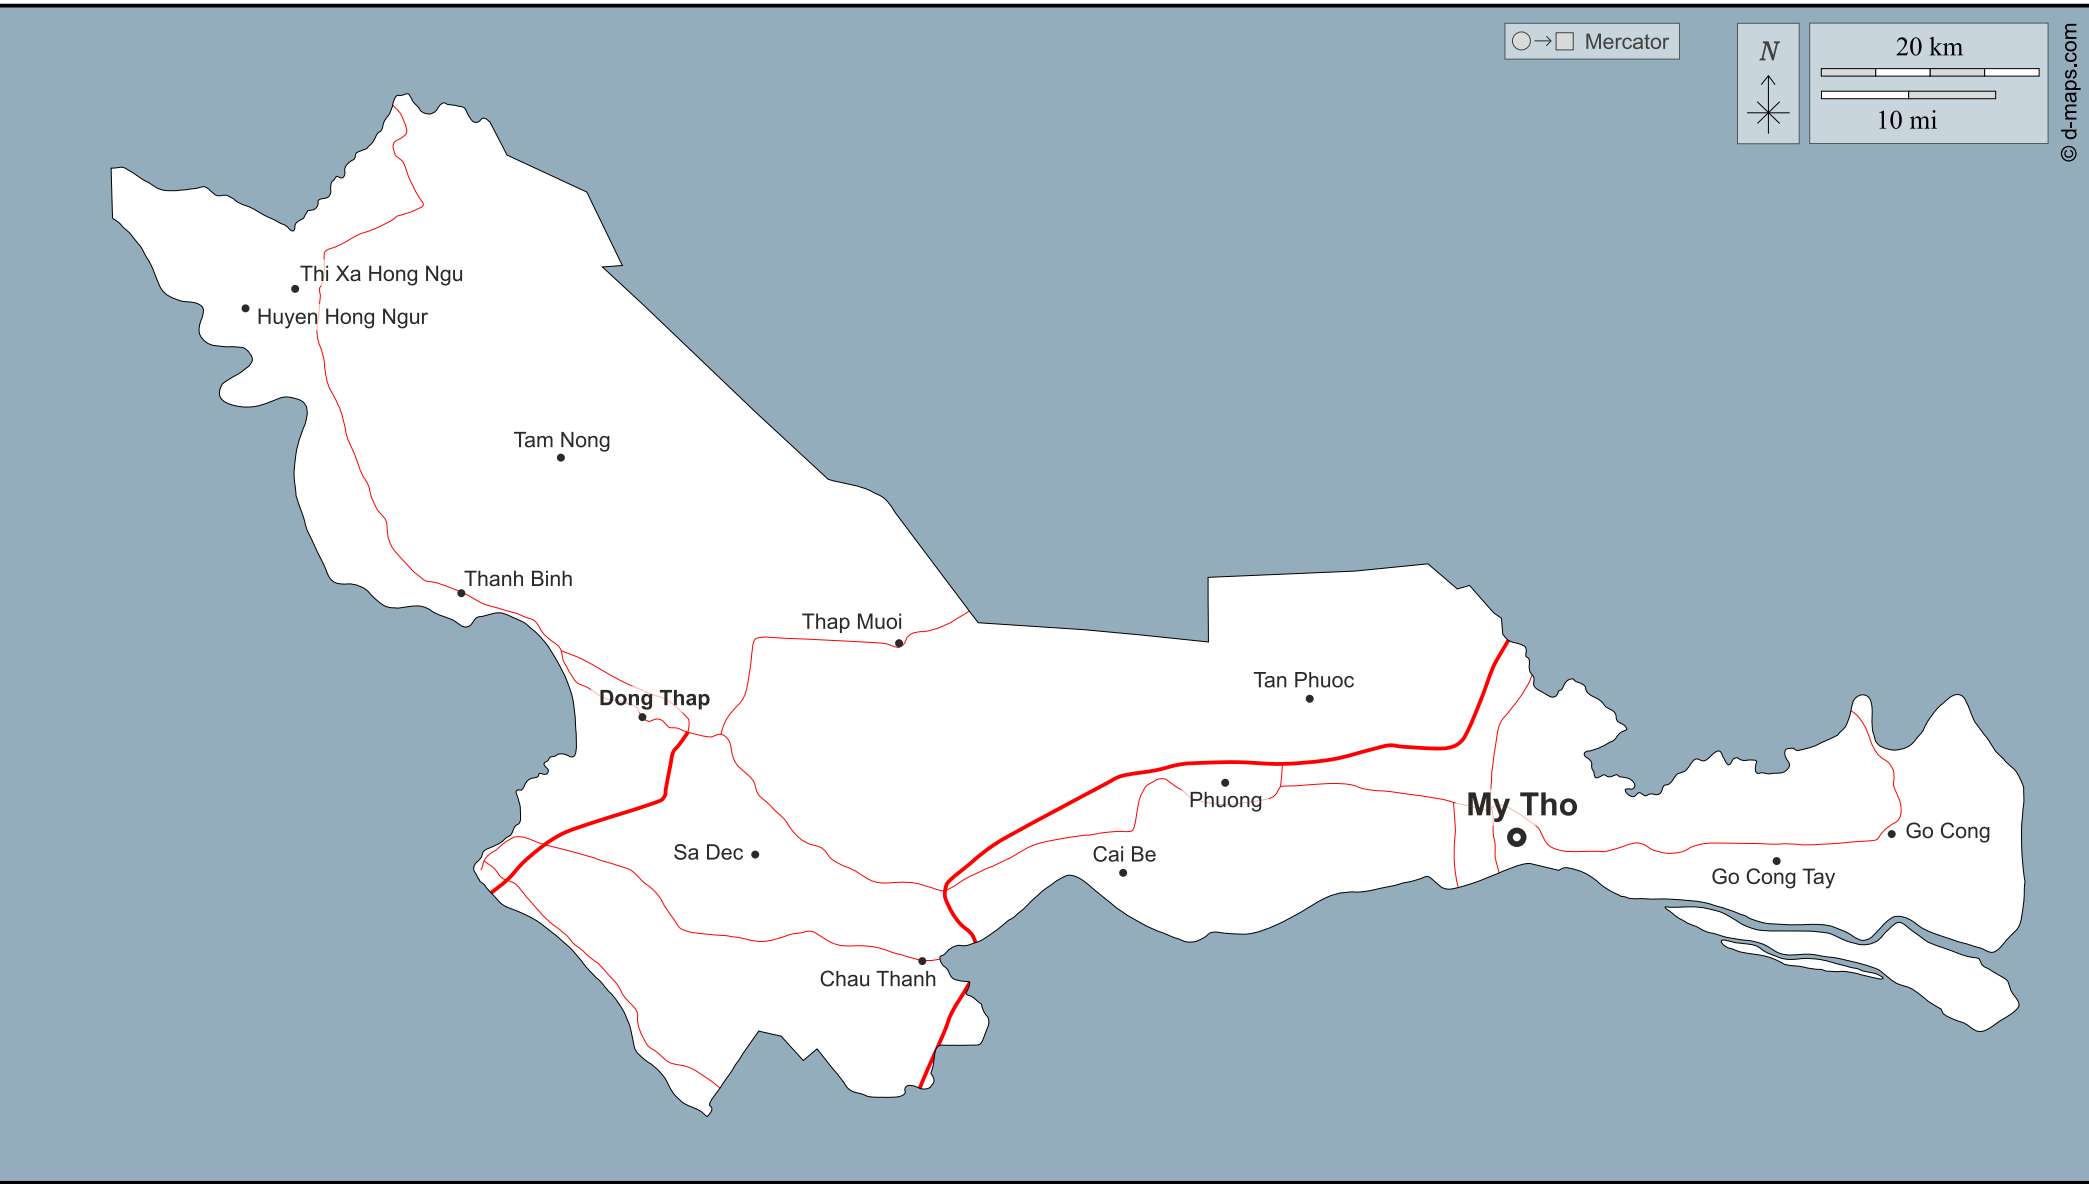 Mercator
N
20 km
10 mi
© d-maps.com
Thi Xa Hong Ngu
Huyen Hong Ngur
Tam Nong
Thanh Binh
Thap Muoi
Tan Phuoc
Dong Thap
Phuong
My Tho
Go Cong
Sa Dec
Cai Be
Go Cong Tay
Chau Thanh